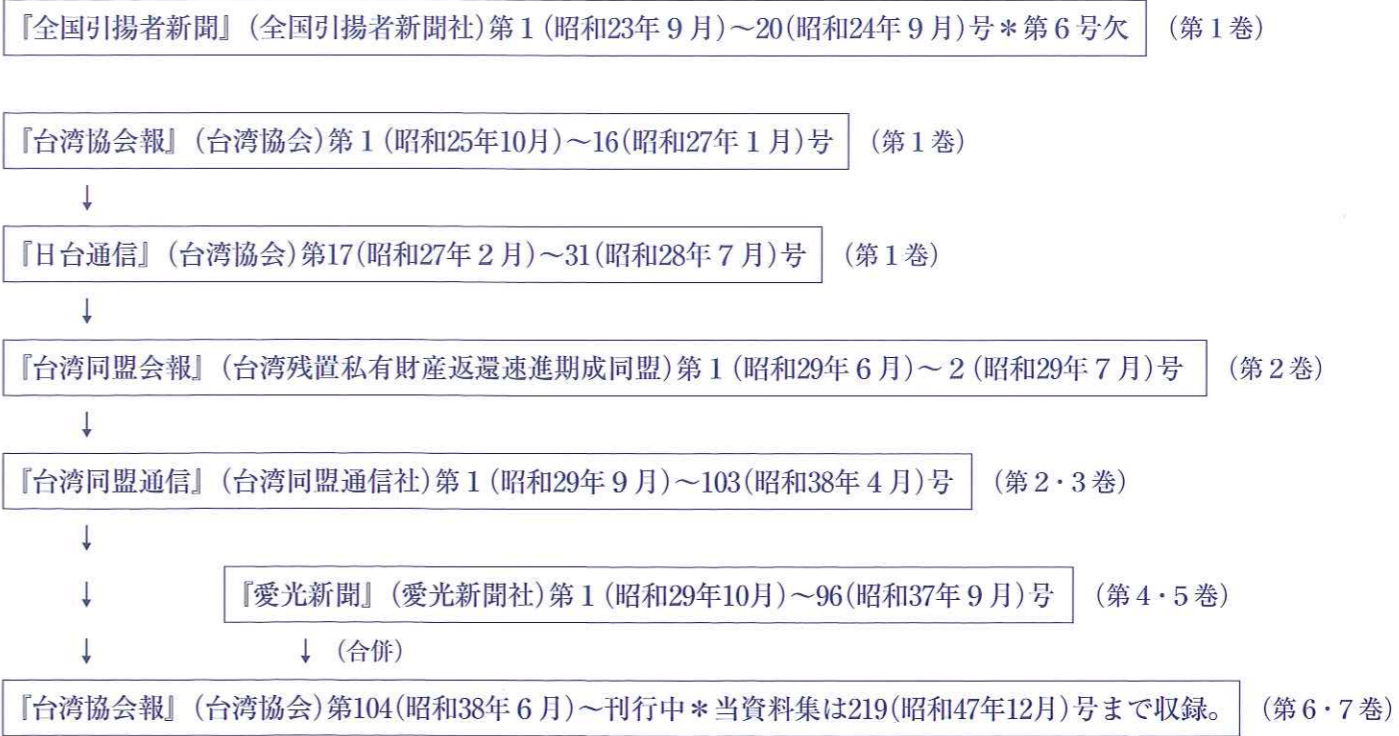 『全国引揚者新聞』（全国引揚者新聞社）第１（昭和23年９月）～20（昭和24年９月）号＊第６号欠　（第１巻）
『台湾協会報』（台湾協会）第１（昭和25年10月）～16（昭和27年１月）号　（第１巻）
↓
『日台通信』（台湾協会）第17（昭和27年２月）～31（昭和28年７月）号　（第１巻）
↓
『台湾同盟会報』（台湾残置私有財産返還速進期成同盟）第１（昭和29年６月）～２（昭和29年７月）号　（第２巻）
↓
『台湾同盟通信』（台湾同盟通信社）第１（昭和29年９月）～103（昭和38年４月）号　（第２・３巻）
↓
↓　『愛光新聞』（愛光新聞社）第１（昭和29年10月）～96（昭和37年９月）号　（第４・５巻）
↓　↓（合併）
『台湾協会報』（台湾協会）第104（昭和38年６月）～刊行中＊当資料集は219（昭和47年12月）号まで収録。　（第６・７巻）